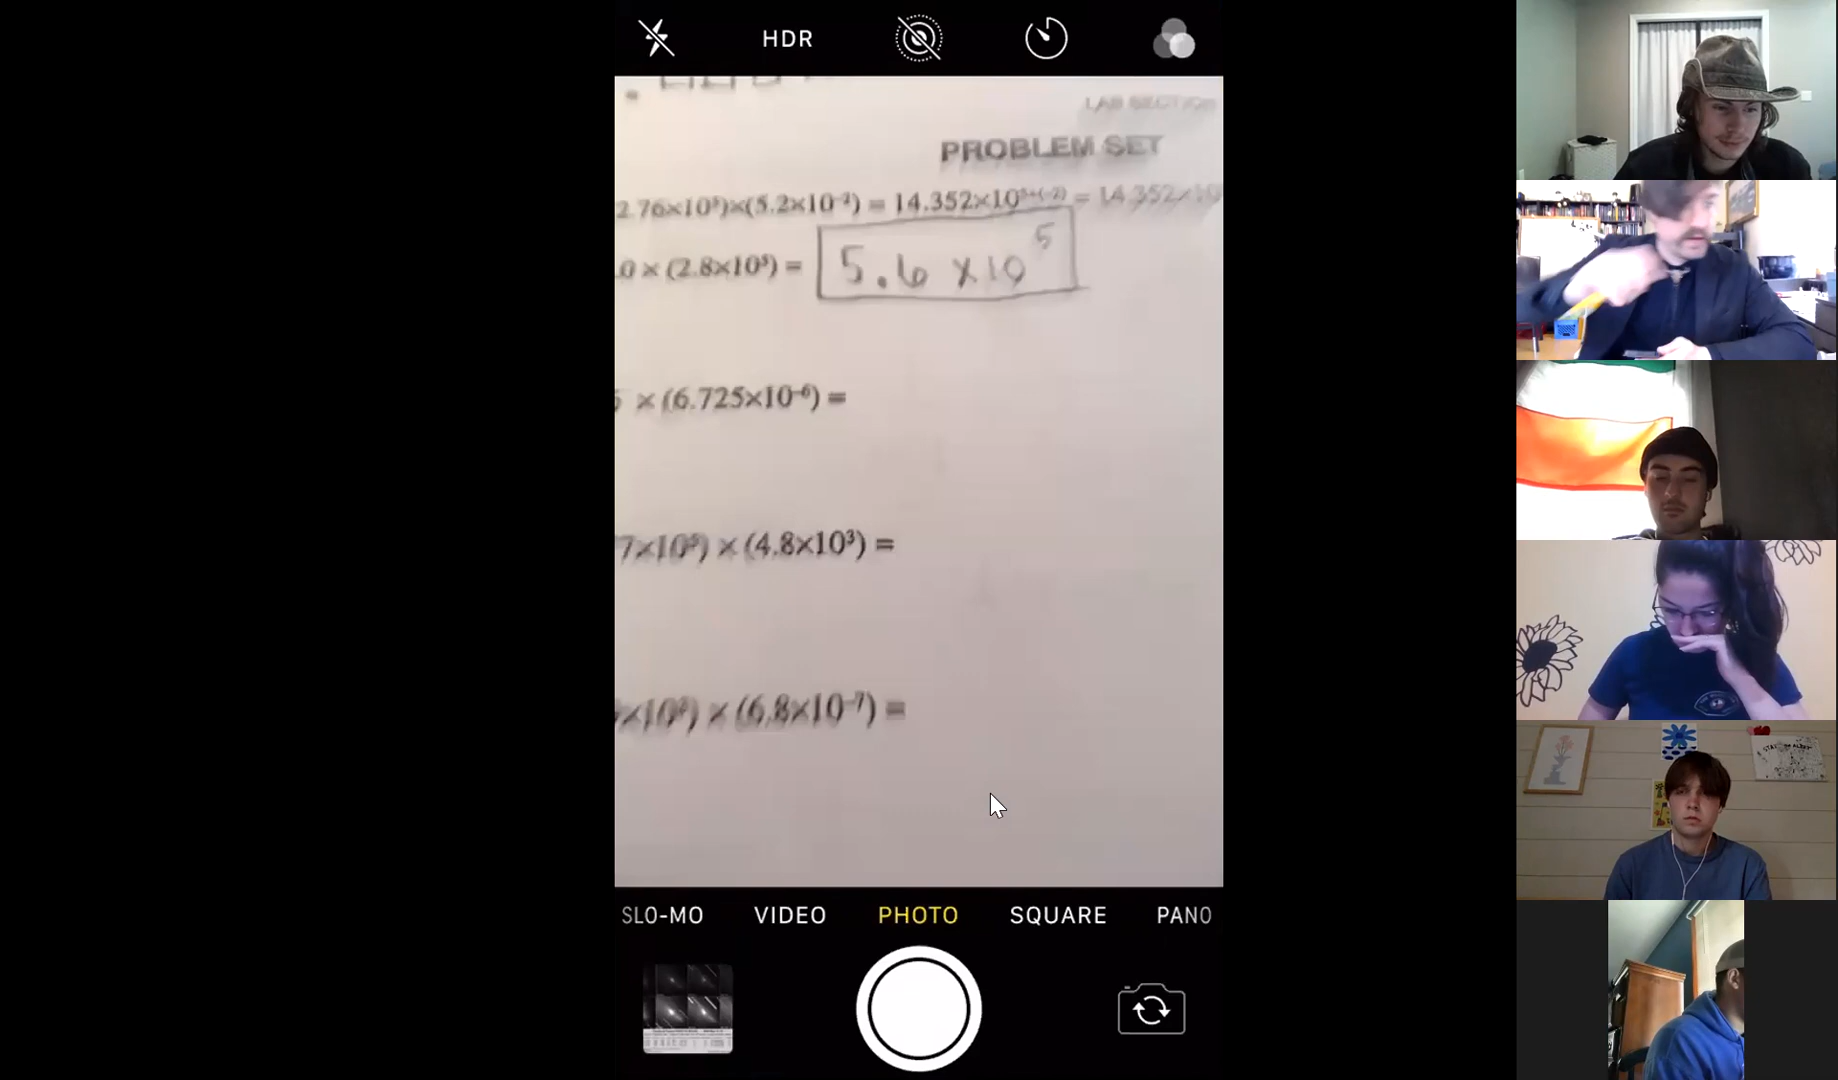 HDR
LAB SECTION
PROBLEM SET
2.76×10⁵)×(5.2×10⁻²) = 14.352×10⁵⁺⁽⁻²⁾ = 14.352×10
.0 × (2.8×10⁵) = 5.6 ×10⁵
× (6.725×10⁻⁶) =
7×10⁵) × (4.8×10³) =
×10²) × (6.8×10⁻⁷) =
SLO-MO VIDEO PHOTO SQUARE PANO